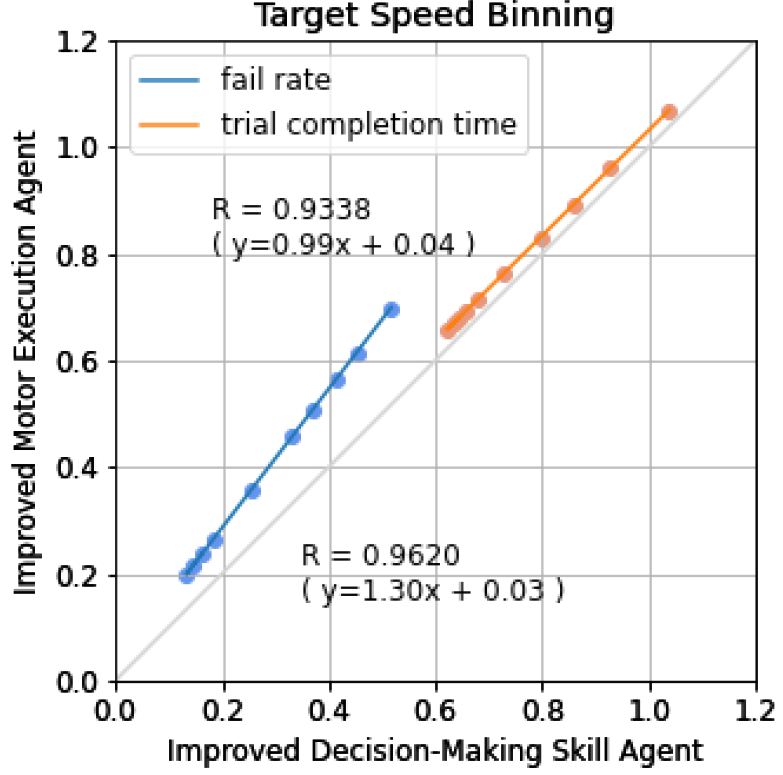 Target Speed Binning
fail rate
trial completion time
R = 0.9338
( y=0.99x + 0.04 )
R = 0.9620
( y=1.30x + 0.03 )
Improved Motor Execution Agent
1.2
1.0
0.8
0.6
0.4
0.2
0.0
0.0 0.2 0.4 0.6 0.8 1.0 1.2
Improved Decision-Making Skill Agent